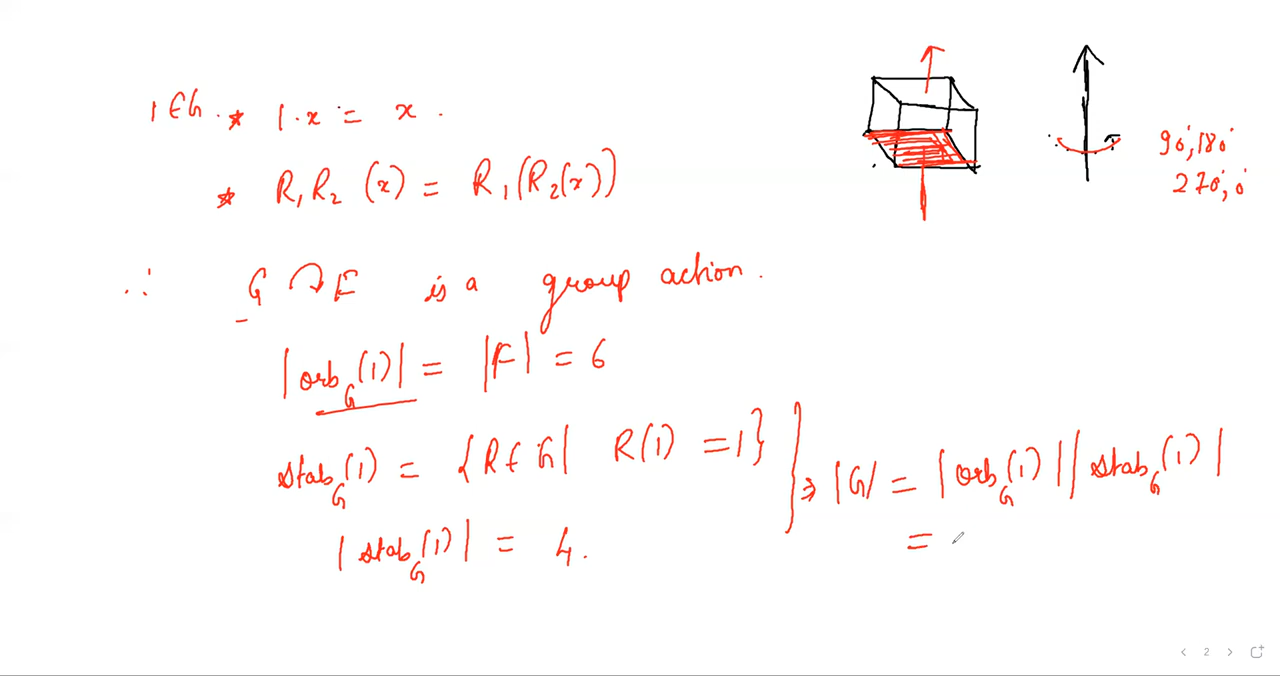 1 ∈ G. * 1·x = x.
* R₁R₂ (x) = R₁(R₂(x))
90°, 180°
270°, 0°
∴ G ↷ F is a group action.
|orb_G(1)| = |F| = 6
stab_G(1) = {R ∈ G | R(1) = 1} } ⇒ |G| = |orb_G(1)| |stab_G(1)|
|stab_G(1)| = 4. =
2